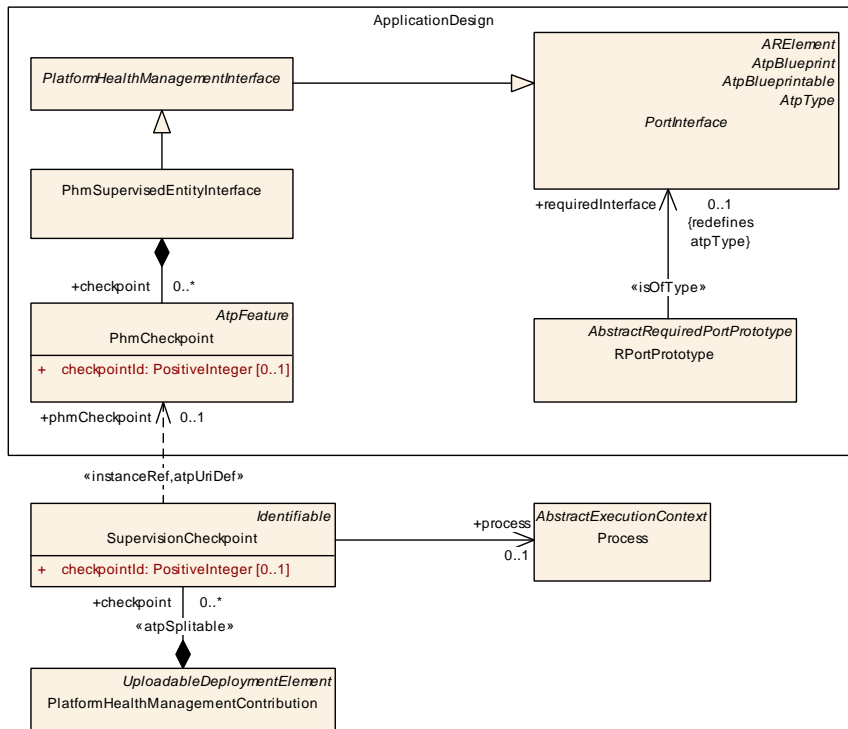 ApplicationDesign
PlatformHealthManagementInterface
ARElement
AtpBlueprint
AtpBlueprintable
AtpType
PortInterface
PhmSupervisedEntityInterface
+requiredInterface
0..1
{redefines
atpType}
+checkpoint
0..*
«isOfType»
AtpFeature
PhmCheckpoint
+ checkpointId: PositiveInteger [0..1]
AbstractRequiredPortPrototype
RPortPrototype
+phmCheckpoint
0..1
«instanceRef,atpUriDef»
Identifiable
SupervisionCheckpoint
+ checkpointId: PositiveInteger [0..1]
+process
0..1
AbstractExecutionContext
Process
+checkpoint
0..*
«atpSplitable»
UploadableDeploymentElement
PlatformHealthManagementContribution